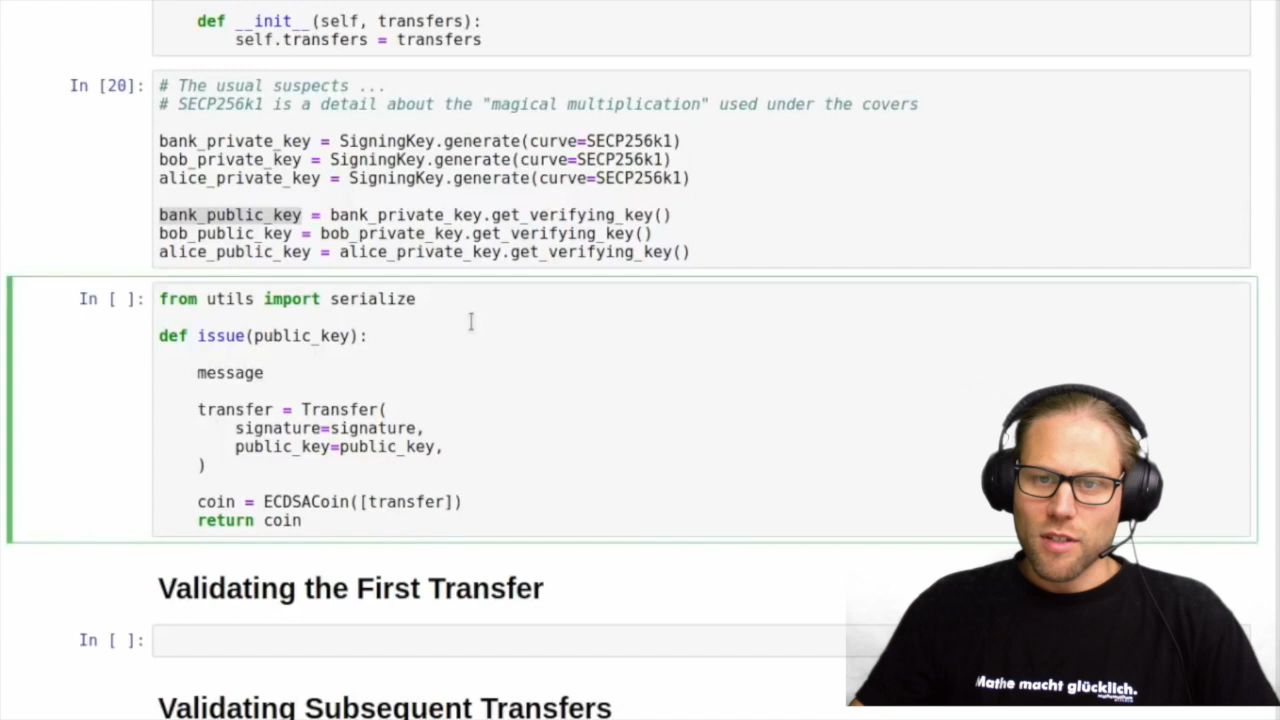 def __init__(self, transfers):
self.transfers = transfers
In [20]:
# The usual suspects ...
# SECP256k1 is a detail about the "magical multiplication" used under the covers
bank_private_key = SigningKey.generate(curve=SECP256k1)
bob_private_key = SigningKey.generate(curve=SECP256k1)
alice_private_key = SigningKey.generate(curve=SECP256k1)
bank_public_key = bank_private_key.get_verifying_key()
bob_public_key = bob_private_key.get_verifying_key()
alice_public_key = alice_private_key.get_verifying_key()
In [ ]:
from utils import serialize
def issue(public_key):
message
transfer = Transfer(
signature=signature,
public_key=public_key,
)
coin = ECDSACoin([transfer])
return coin
Validating the First Transfer
In [ ]:
Validating Subsequent Transfers
Mathe macht glücklich.